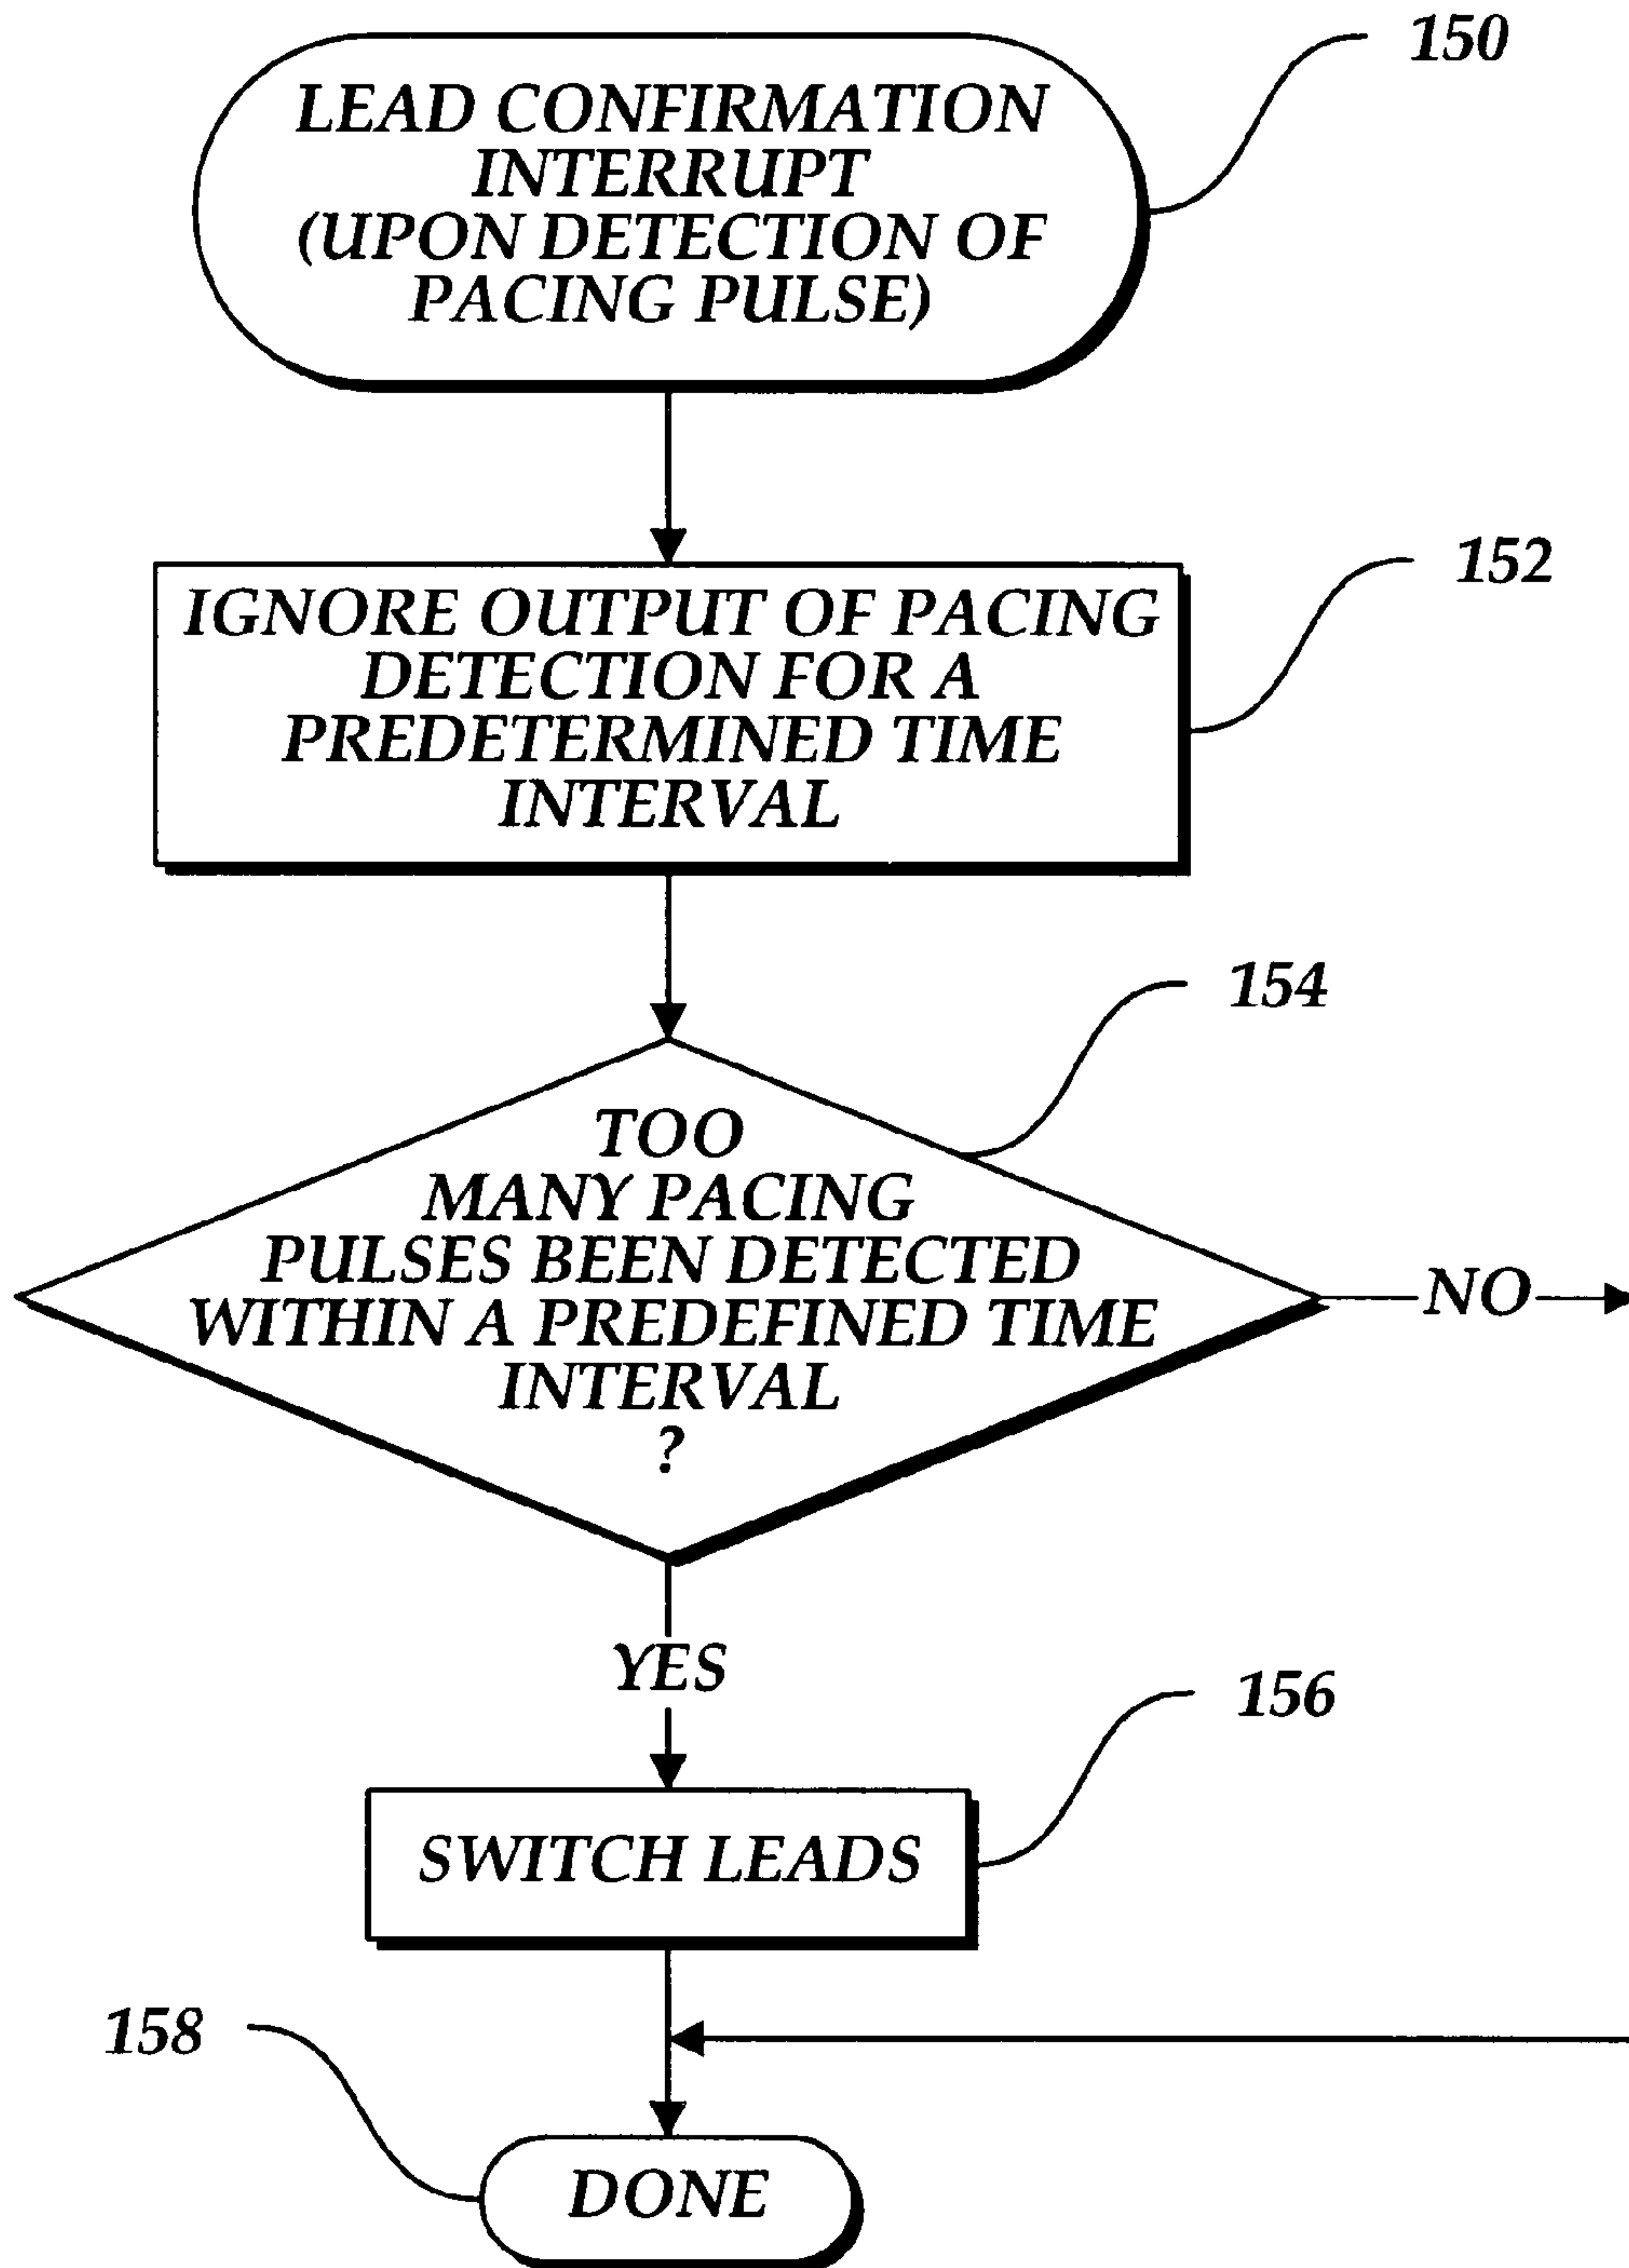 150
LEAD CONFIRMATION
INTERRUPT
(UPON DETECTION OF
PACING PULSE)
152
IGNORE OUTPUT OF PACING
DETECTION FOR A
PREDETERMINED TIME
INTERVAL
154
TOO
MANY PACING
PULSES BEEN DETECTED
WITHIN A PREDEFINED TIME
INTERVAL
?
NO
YES
156
SWITCH LEADS
158
DONE